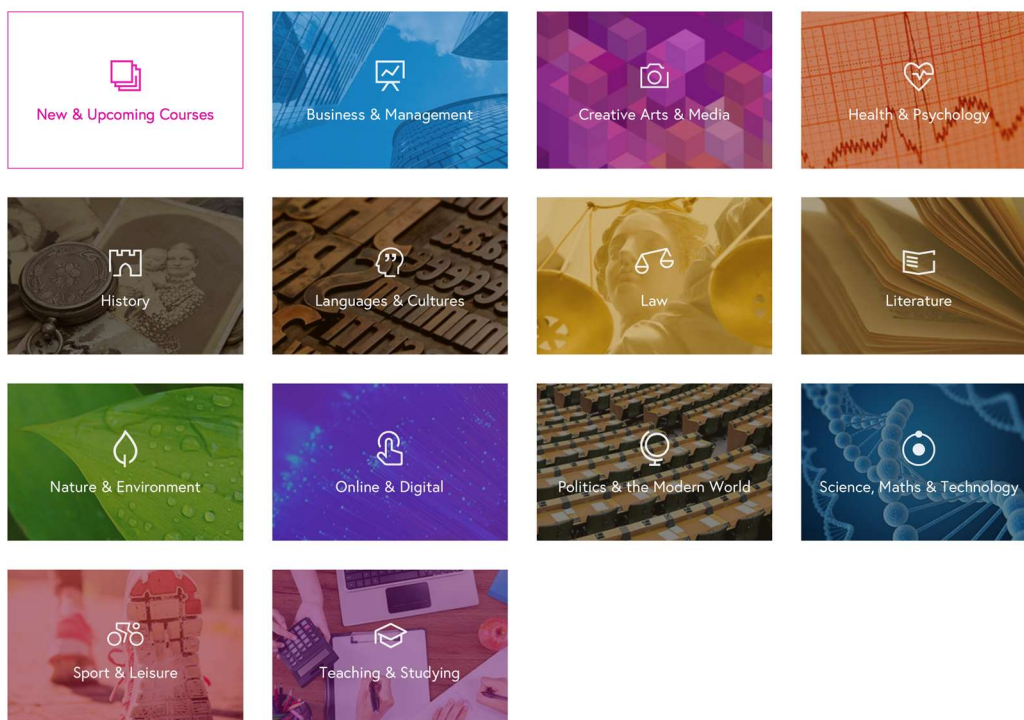 New & Upcoming Courses
Business & Management
Creative Arts & Media
Health & Psychology
History
Languages & Cultures
Law
Literature
Nature & Environment
Online & Digital
Politics & the Modern World
Science, Maths & Technology
Sport & Leisure
Teaching & Studying